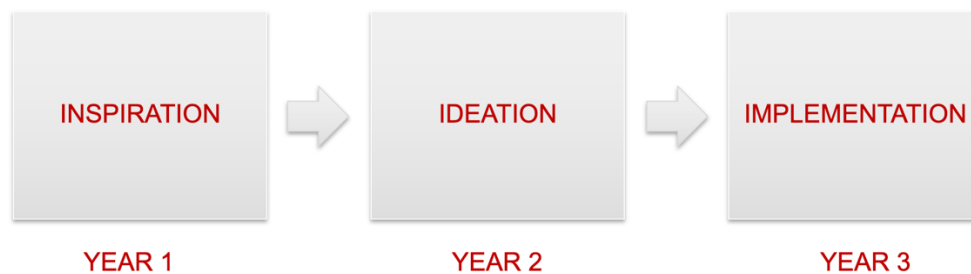 INSPIRATION
IDEATION
IMPLEMENTATION
YEAR 1
YEAR 2
YEAR 3